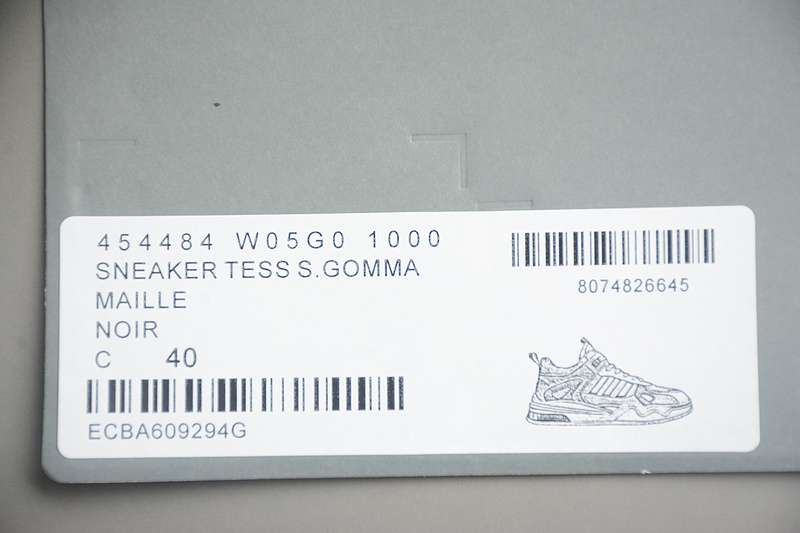 454484 W05G0 1000
SNEAKER TESS S.GOMMA
MAILLE
NOIR
C 40
ECBA609294G
8074826645